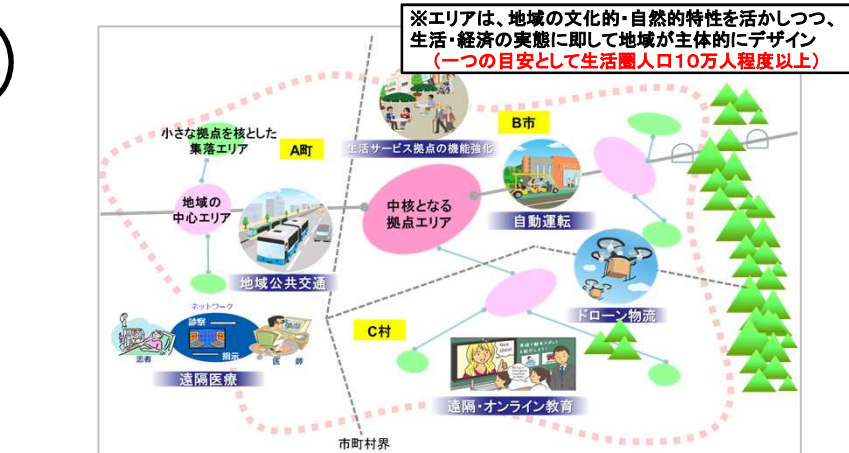 ※エリアは、地域の文化的・自然的特性を活かしつつ、
生活・経済の実態に即して地域が主体的にデザイン
（一つの目安として生活圏人口１０万人程度以上）
小さな拠点を核とした
集落エリア
A町
生活サービス拠点の機能強化
B市
地域の
中心エリア
中核となる
拠点エリア
自動運転
地域公共交通
ドローン物流
ネットワーク
診察
指示
患者
医 師
遠隔医療
C村
遠隔・オンライン教育
市町村界